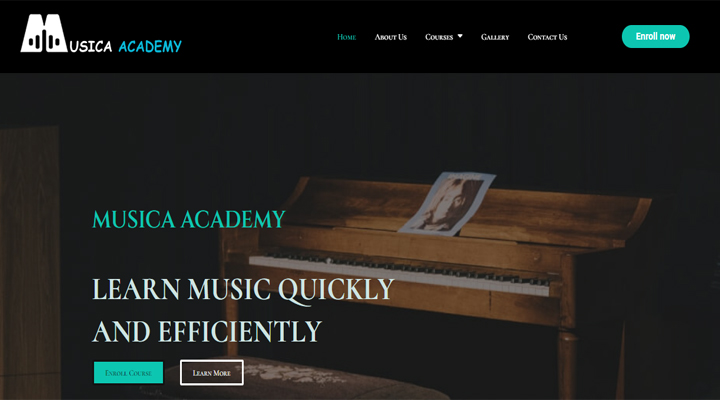 MUSICA ACADEMY
Home About Us Courses Gallery Contact Us
Enroll now
MUSICA ACADEMY
LEARN MUSIC QUICKLY
AND EFFICIENTLY
Enroll Course Learn More